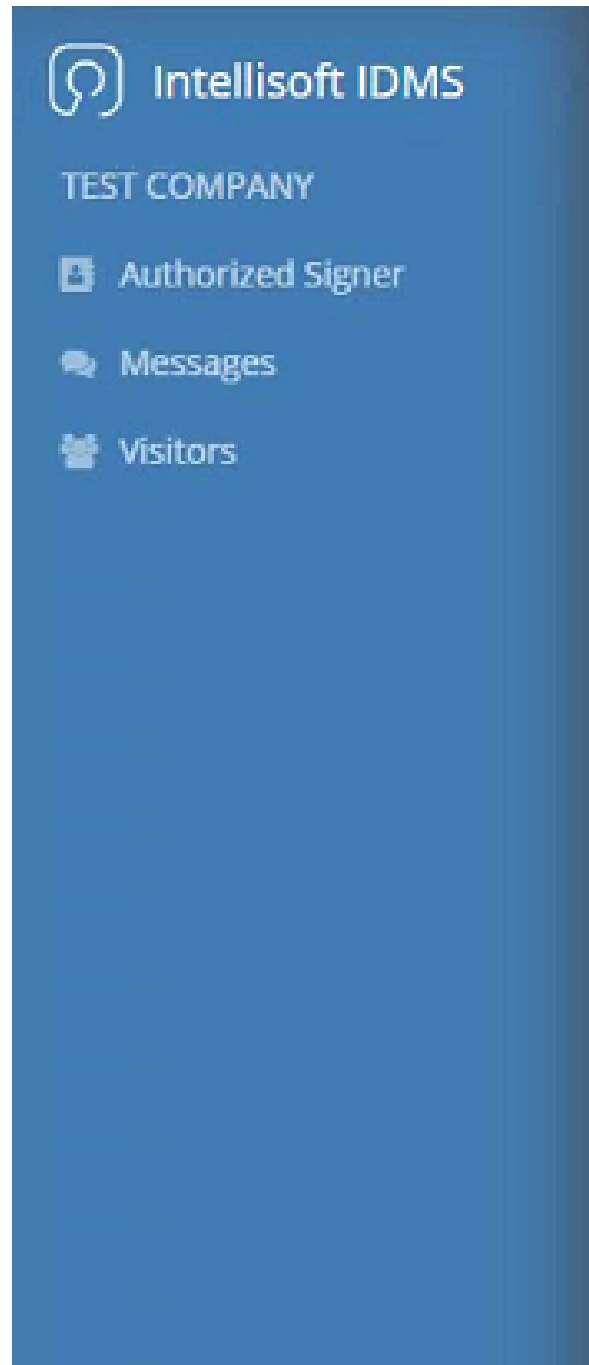 Intellisoft IDMS
TEST COMPANY
Authorized Signer
Messages
Visitors